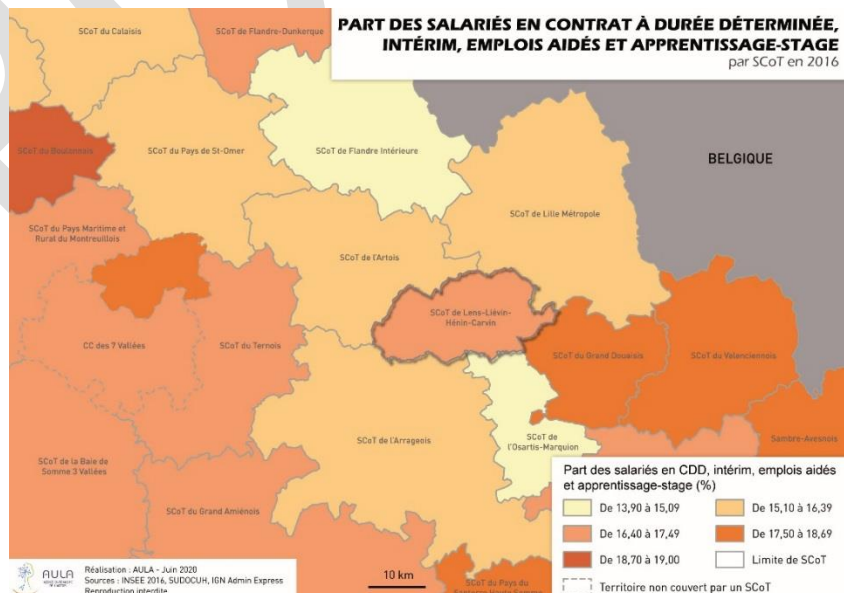 PART DES SALARIÉS EN CONTRAT À DURÉE DÉTERMINÉE,
INTÉRIM, EMPLOIS AIDÉS ET APPRENTISSAGE-STAGE
par SCoT en 2016
SCoT du Calaisis
SCoT de Flandre-Dunkerque
SCoT du Boulonnais
SCoT du Pays de St-Omer
SCoT de Flandre Intérieure
BELGIQUE
SCoT de Lille Métropole
SCoT du Pays Maritime et
Rural du Montreuillois
SCoT de l'Artois
SCoT de Lens-Liévin-
Hénin-Carvin
CC des 7 Vallées
SCoT du Ternois
SCoT du Grand Douaisis
SCoT du Valenciennois
SCoT de l'Arrageois
SCoT de
l'Osartis-Marquion
Sambre-Avesnois
SCoT de la Baie de
Somme 3 Vallées
SCoT du Grand Amiénois
SCoT du Pays du
Part des salariés en CDD, intérim, emplois aidés
et apprentissage-stage (%)
De 13,90 à 15,09
De 15,10 à 16,39
De 16,40 à 17,49
De 17,50 à 18,69
De 18,70 à 19,00
Limite de SCoT
Territoire non couvert par un SCoT
10 km
AULA
Réalisation : AULA - Juin 2020
Sources : INSEE 2016, SUDOCUH, IGN Admin Express
Reproduction interdite